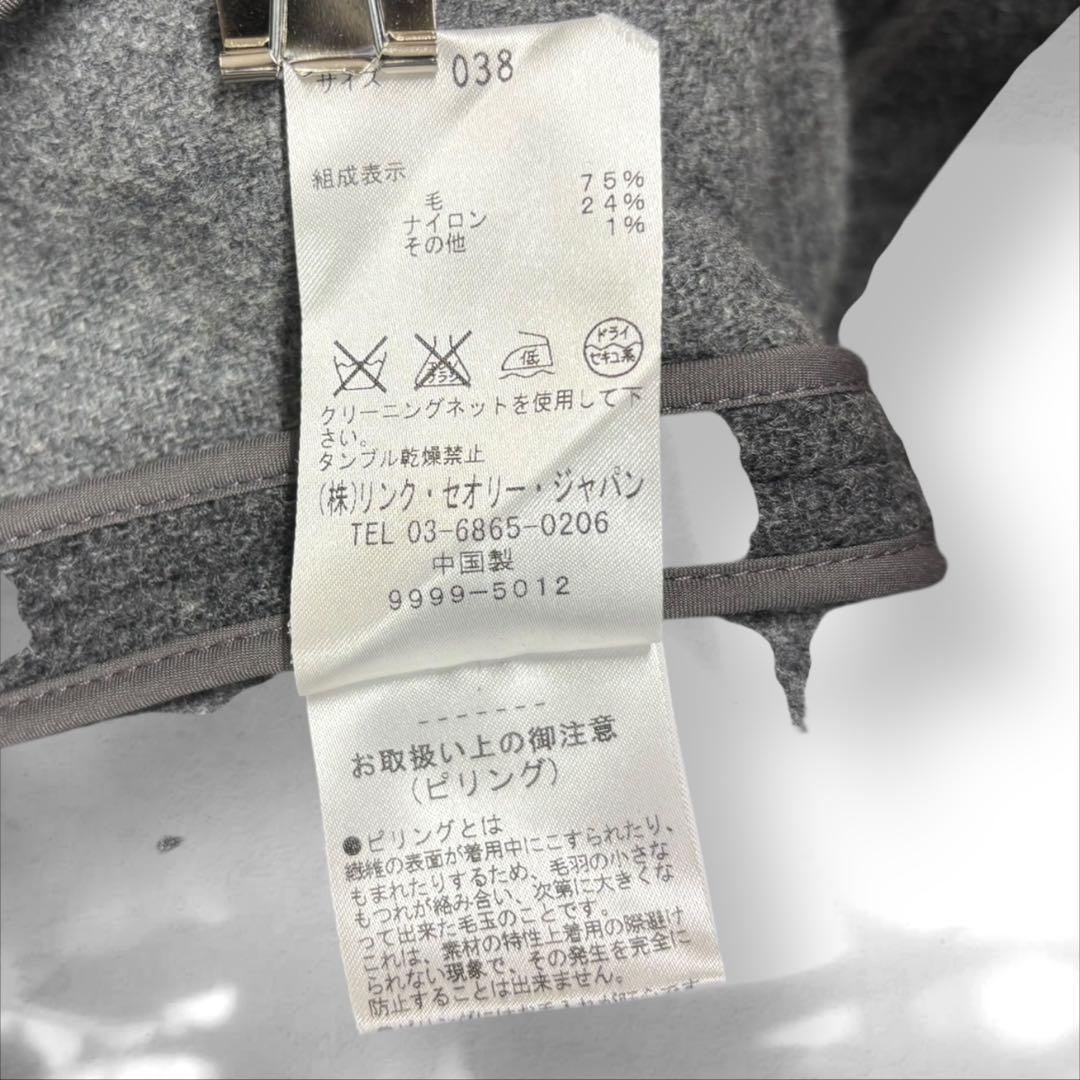 サイズ 038
組成表示
毛 75%
ナイロン 24%
その他 1%
低
ドライ
セキユ系
クリーニングネットを使用して下
さい。
タンブル乾燥禁止
(株)リンク・セオリー・ジャパン
TEL 03-6865-0206
中国製
9999-5012
-------
お取扱い上の御注意
(ピリング)
●ピリングとは
繊維の表面が着用中にこすられたり、
もまれたりするため、毛羽の小さな
もつれが絡み合い、次第に大きくな
って出来た毛玉のことです。
これは、素材の特性上着用の際避け
られない現象で、その発生を完全に
防止することは出来ません。